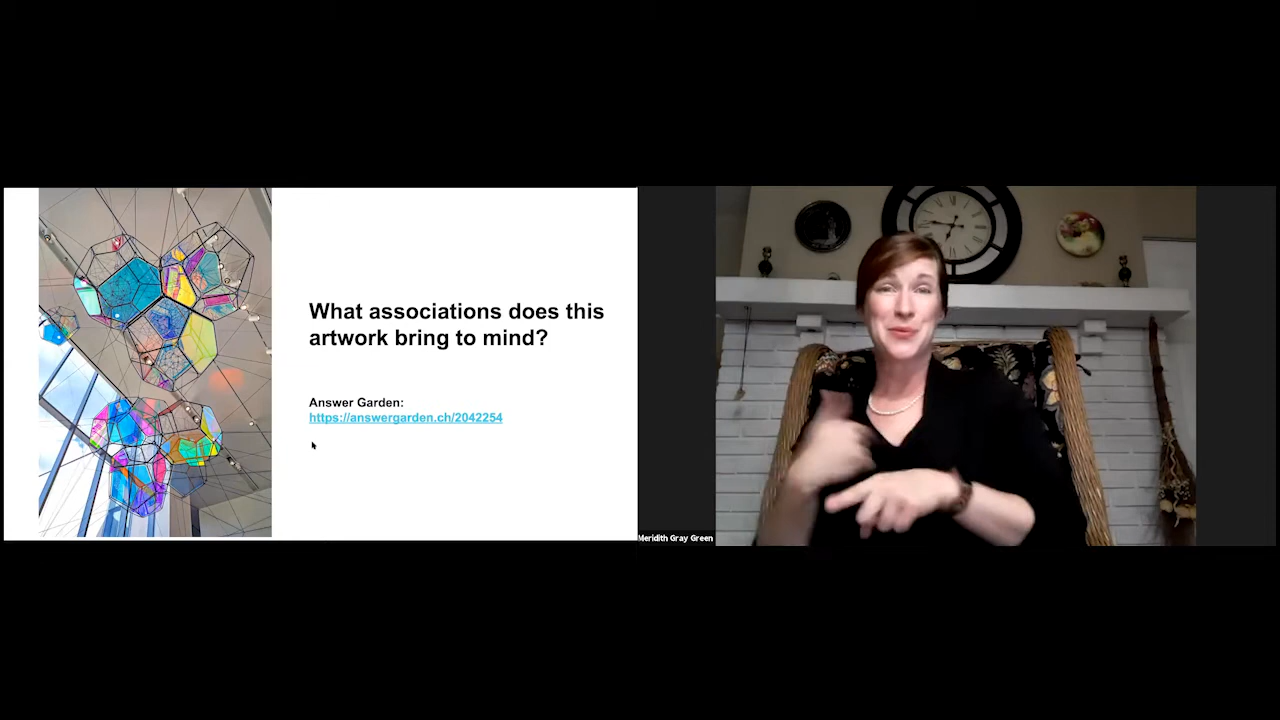 What associations does this
artwork bring to mind?
Answer Garden:
https://answergarden.ch/2042254
Meridith Gray Green